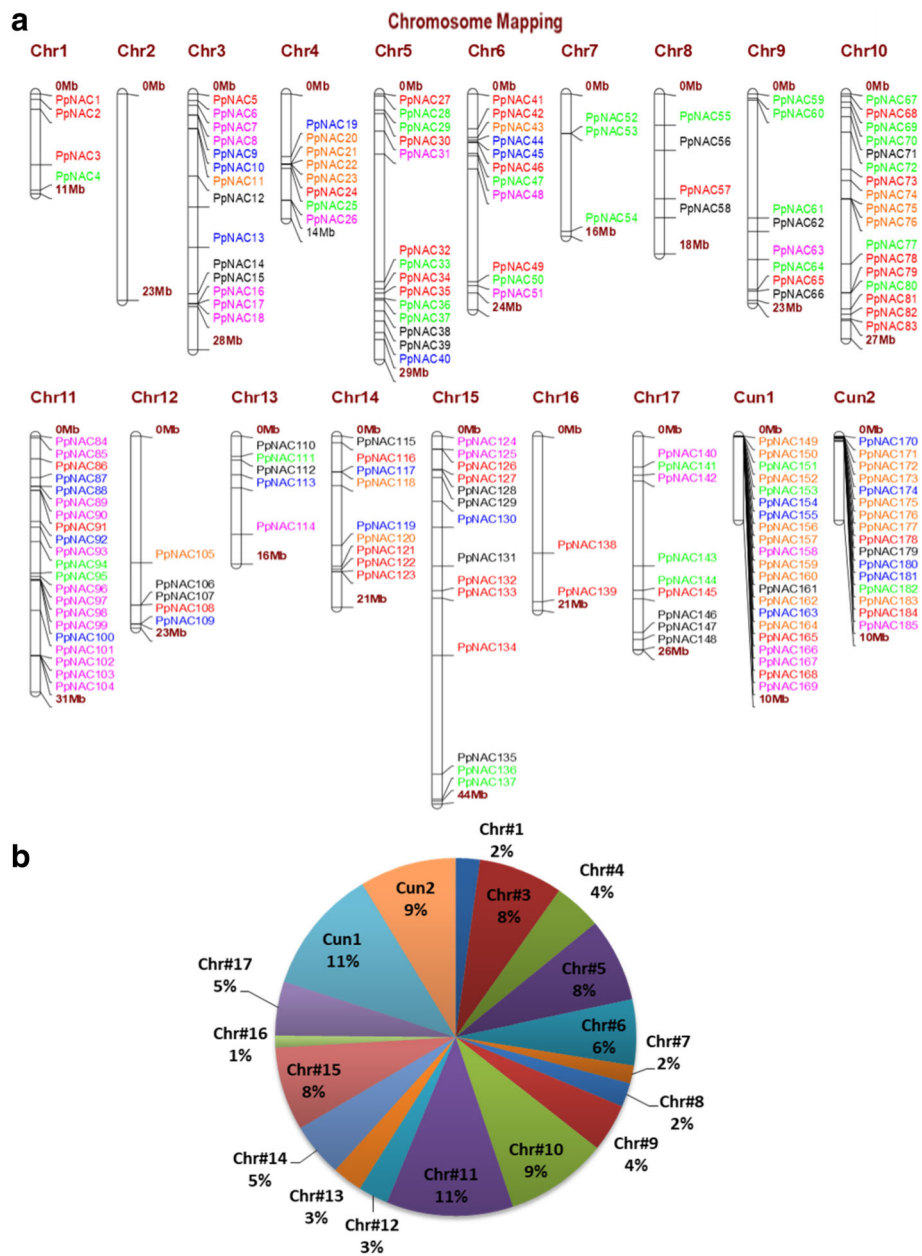 a
Chromosome Mapping
Chr1
0Mb
PpNAC1
PpNAC2
PpNAC3
PpNAC4
11Mb
Chr2
0Mb
23Mb
Chr3
0Mb
PpNAC5
PpNAC6
PpNAC7
PpNAC8
PpNAC9
PpNAC10
PpNAC11
PpNAC12
PpNAC13
PpNAC14
PpNAC15
PpNAC16
PpNAC17
PpNAC18
28Mb
Chr4
0Mb
PpNAC19
PpNAC20
PpNAC21
PpNAC22
PpNAC23
PpNAC24
PpNAC25
PpNAC26
14Mb
Chr5
0Mb
PpNAC27
PpNAC28
PpNAC29
PpNAC30
PpNAC31
PpNAC32
PpNAC33
PpNAC34
PpNAC35
PpNAC36
PpNAC37
PpNAC38
PpNAC39
PpNAC40
29Mb
Chr6
0Mb
PpNAC41
PpNAC42
PpNAC43
PpNAC44
PpNAC45
PpNAC46
PpNAC47
PpNAC48
PpNAC49
PpNAC50
PpNAC51
24Mb
Chr7
0Mb
PpNAC52
PpNAC53
PpNAC54
16Mb
Chr8
0Mb
PpNAC55
PpNAC56
PpNAC57
PpNAC58
18Mb
Chr9
0Mb
PpNAC59
PpNAC60
PpNAC61
PpNAC62
PpNAC63
PpNAC64
PpNAC65
PpNAC66
23Mb
Chr10
0Mb
PpNAC67
PpNAC68
PpNAC69
PpNAC70
PpNAC71
PpNAC72
PpNAC73
PpNAC74
PpNAC75
PpNAC76
PpNAC77
PpNAC78
PpNAC79
PpNAC80
PpNAC81
PpNAC82
PpNAC83
27Mb
Chr11
0Mb
PpNAC84
PpNAC85
PpNAC86
PpNAC87
PpNAC88
PpNAC89
PpNAC90
PpNAC91
PpNAC92
PpNAC93
PpNAC94
PpNAC95
PpNAC96
PpNAC97
PpNAC98
PpNAC99
PpNAC100
PpNAC101
PpNAC102
PpNAC103
PpNAC104
31Mb
Chr12
0Mb
PpNAC105
PpNAC106
PpNAC107
PpNAC108
PpNAC109
23Mb
Chr13
0Mb
PpNAC110
PpNAC111
PpNAC112
PpNAC113
PpNAC114
16Mb
Chr14
0Mb
PpNAC115
PpNAC116
PpNAC117
PpNAC118
PpNAC119
PpNAC120
PpNAC121
PpNAC122
PpNAC123
21Mb
Chr15
0Mb
PpNAC124
PpNAC125
PpNAC126
PpNAC127
PpNAC128
PpNAC129
PpNAC130
PpNAC131
PpNAC132
PpNAC133
PpNAC134
PpNAC135
PpNAC136
PpNAC137
44Mb
Chr16
0Mb
PpNAC138
PpNAC139
21Mb
Chr17
0Mb
PpNAC140
PpNAC141
PpNAC142
PpNAC143
PpNAC144
PpNAC145
PpNAC146
PpNAC147
PpNAC148
26Mb
Cun1
0Mb
PpNAC149
PpNAC150
PpNAC151
PpNAC152
PpNAC153
PpNAC154
PpNAC155
PpNAC156
PpNAC157
PpNAC158
PpNAC159
PpNAC160
PpNAC161
PpNAC162
PpNAC163
PpNAC164
PpNAC165
PpNAC166
PpNAC167
PpNAC168
PpNAC169
10Mb
Cun2
0Mb
PpNAC170
PpNAC171
PpNAC172
PpNAC173
PpNAC174
PpNAC175
PpNAC176
PpNAC177
PpNAC178
PpNAC179
PpNAC180
PpNAC181
PpNAC182
PpNAC183
PpNAC184
PpNAC185
10Mb
b
Chr#1
2%
Chr#3
8%
Chr#4
4%
Chr#5
8%
Chr#6
6%
Chr#7
2%
Chr#8
2%
Chr#9
4%
Chr#10
9%
Chr#11
11%
Chr#12
3%
Chr#13
3%
Chr#14
5%
Chr#15
8%
Chr#16
1%
Chr#17
5%
Cun1
11%
Cun2
9%